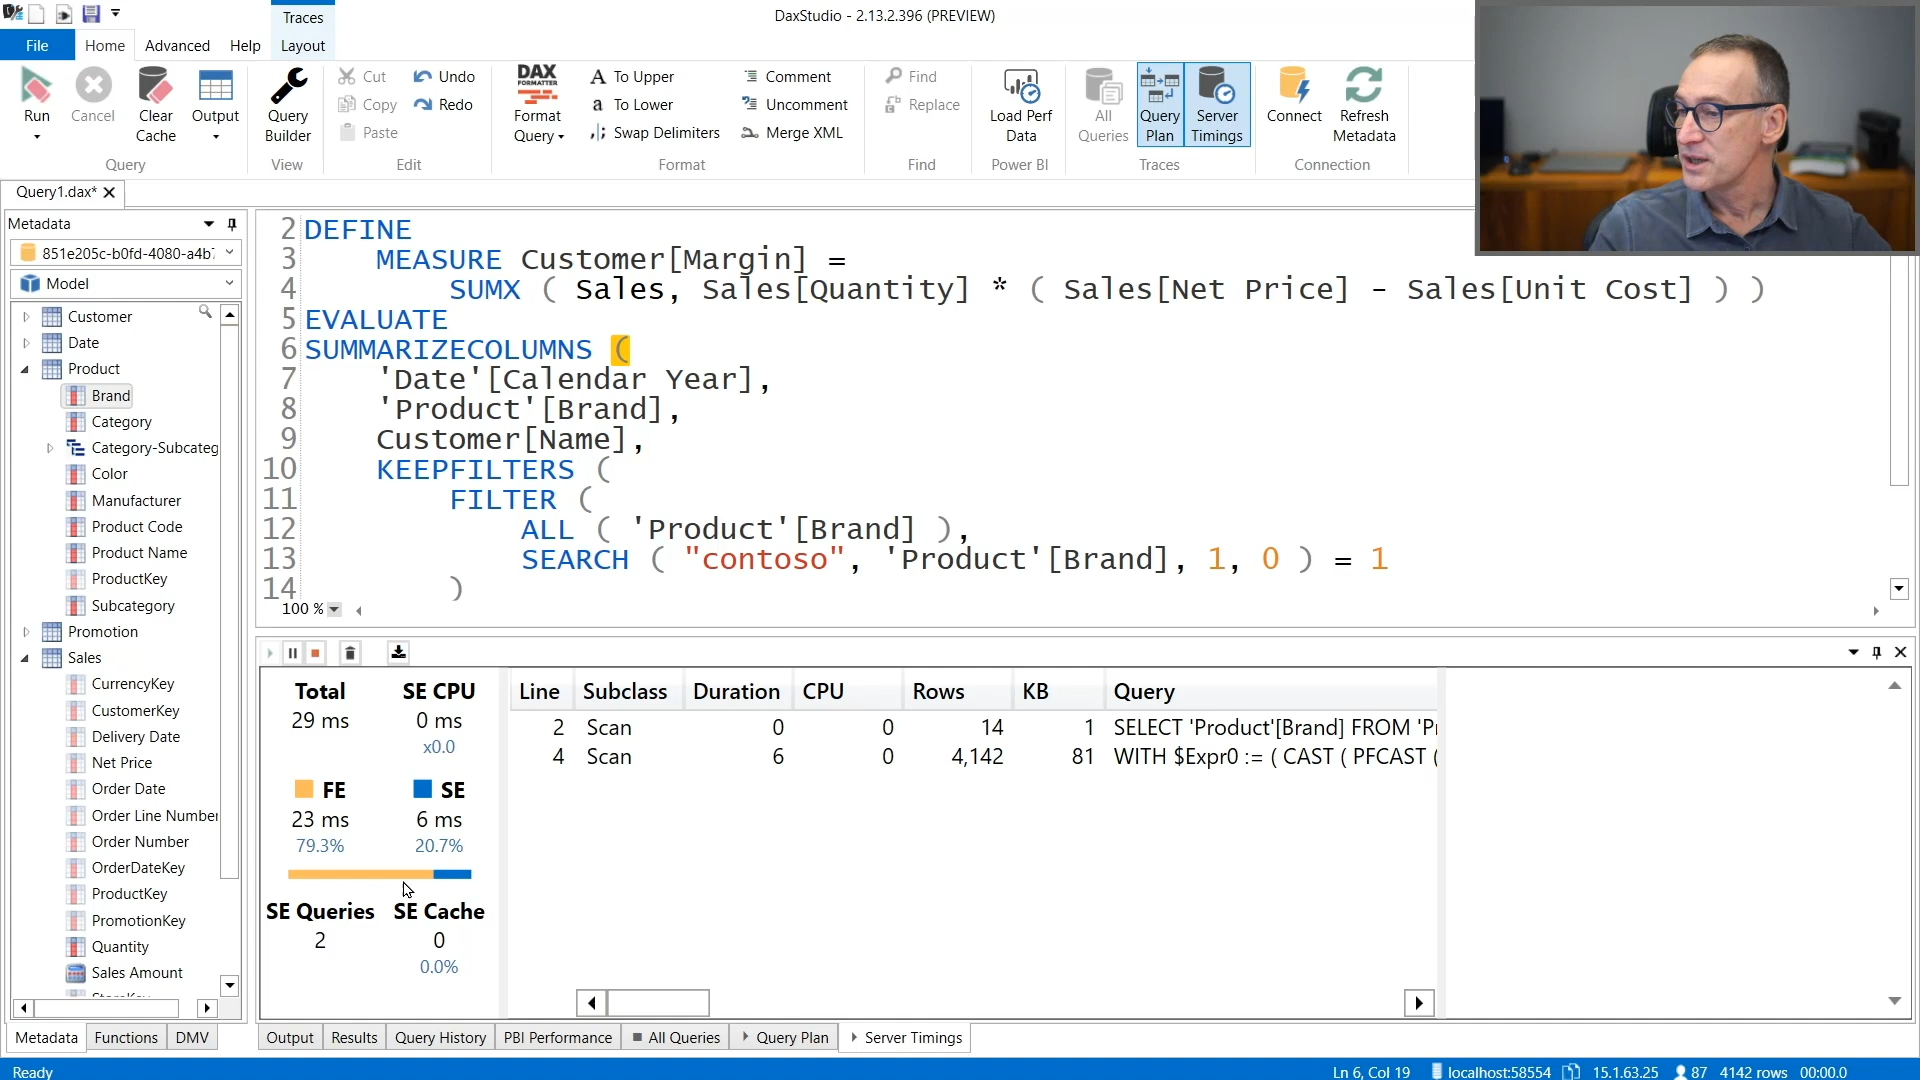 Traces
DaxStudio - 2.13.2.396 (PREVIEW)
File
Home
Advanced
Help
Layout
Run
Cancel
Clear Cache
Output
Query
Query Builder
View
Cut
Copy
Paste
Undo
Redo
Edit
DAX
FORMATTER
Format Query
To Upper
To Lower
Swap Delimiters
Comment
Uncomment
Merge XML
Format
Find
Replace
Find
Load Perf Data
Power BI
All Queries
Query Plan
Server Timings
Traces
Connect
Refresh Metadata
Connection
Query1.dax*
Metadata
851e205c-b0fd-4080-a4b7
Model
Customer
Date
Product
Brand
Category
Category-Subcateg
Color
Manufacturer
Product Code
Product Name
ProductKey
Subcategory
Promotion
Sales
CurrencyKey
CustomerKey
Delivery Date
Net Price
Order Date
Order Line Number
Order Number
OrderDateKey
ProductKey
PromotionKey
Quantity
Sales Amount
2 DEFINE
3 MEASURE Customer[Margin] =
4 SUMX ( Sales, Sales[Quantity] * ( Sales[Net Price] - Sales[Unit Cost] ) )
5 EVALUATE
6 SUMMARIZECOLUMNS (
7 'Date'[Calendar Year],
8 'Product'[Brand],
9 Customer[Name],
10 KEEPFILTERS (
11 FILTER (
12 ALL ( 'Product'[Brand] ),
13 SEARCH ( "contoso", 'Product'[Brand], 1, 0 ) = 1
14 )
100 %
Total
29 ms
SE CPU
0 ms
x0.0
FE
23 ms
79.3%
SE
6 ms
20.7%
SE Queries
2
SE Cache
0
0.0%
Line Subclass Duration CPU Rows KB Query
2 Scan 0 0 14 1 SELECT 'Product'[Brand] FROM 'Pr
4 Scan 6 0 4,142 81 WITH $Expr0 := ( CAST ( PFCAST (
Metadata
Functions
DMV
Output
Results
Query History
PBI Performance
All Queries
Query Plan
Server Timings
Ready
Ln 6, Col 19
localhost:58554
15.1.63.25
87
4142 rows
00:00.0